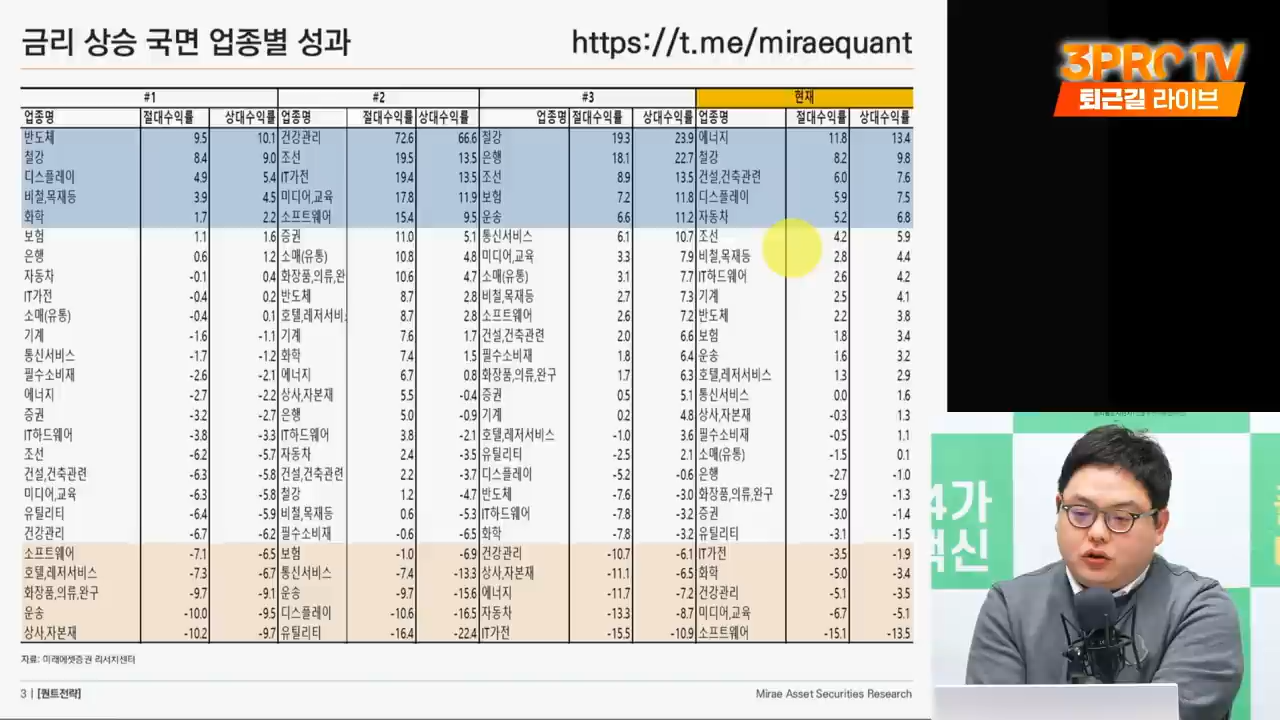 금리 상승 국면 업종별 성과 https://t.me/miraequant
#1 #2 #3 현재
업종명 절대수익률 상대수익률 업종명 절대수익률 상대수익률 업종명 절대수익률 상대수익률 업종명 절대수익률 상대수익률
반도체 9.5 10.1 건강관리 72.6 66.6 철강 19.3 23.9 에너지 11.8 13.4
철강 8.4 9.0 조선 19.5 13.5 은행 18.1 22.7 철강 8.2 9.8
디스플레이 4.9 5.4 IT가전 19.4 13.5 조선 8.9 13.5 건설,건축관련 6.0 7.6
비철,목재등 3.9 4.5 미디어,교육 17.8 11.9 보험 7.2 11.8 디스플레이 5.9 7.5
화학 1.7 2.2 소프트웨어 15.4 9.5 운송 6.6 11.2 자동차 5.2 6.8
보험 1.1 1.6 증권 11.0 5.1 통신서비스 6.1 10.7 조선 4.2 5.9
은행 0.6 1.2 소매(유통) 10.8 4.8 미디어,교육 3.3 7.9 비철,목재등 2.8 4.4
자동차 -0.1 0.4 화장품,의류,완 10.6 4.7 소매(유통) 3.1 7.7 IT하드웨어 2.6 4.2
IT가전 -0.4 0.2 반도체 8.7 2.8 비철,목재등 2.7 7.3 기계 2.5 4.1
소매(유통) -0.4 0.1 호텔,레저서비 8.7 2.8 소프트웨어 2.6 7.2 반도체 2.2 3.8
기계 -1.6 -1.1 기계 7.6 1.7 건설,건축관련 2.0 6.6 보험 1.8 3.4
통신서비스 -1.7 -1.2 화학 7.4 1.5 필수소비재 1.8 6.4 운송 1.6 3.2
필수소비재 -2.6 -2.1 에너지 6.7 0.8 화장품,의류,완구 1.7 6.3 호텔,레저서비스 1.3 2.9
에너지 -2.7 -2.2 상사,자본재 5.5 -0.4 증권 0.5 5.1 통신서비스 0.0 1.6
증권 -3.2 -2.7 은행 5.0 -0.9 기계 0.2 4.8 상사,자본재 -0.3 1.3
IT하드웨어 -3.8 -3.3 IT하드웨어 3.8 -2.1 호텔,레저서비스 -1.0 3.6 필수소비재 -0.5 1.1
조선 -6.2 -5.7 자동차 2.4 -3.5 유틸리티 -2.5 2.1 소매(유통) -1.5 0.1
건설,건축관련 -6.3 -5.8 건설,건축관련 2.2 -3.7 디스플레이 -5.2 -0.6 은행 -2.7 -1.0
미디어,교육 -6.3 -5.8 철강 1.2 -4.7 반도체 -7.6 -3.0 화장품,의류,완구 -2.9 -1.3
유틸리티 -6.4 -5.9 비철,목재등 0.6 -5.3 IT하드웨어 -7.8 -3.2 증권 -3.0 -1.4
건강관리 -6.7 -6.2 필수소비재 -0.6 -6.5 화학 -7.8 -3.2 유틸리티 -3.1 -1.5
소프트웨어 -7.1 -6.5 보험 -1.0 -6.9 건강관리 -10.7 -6.1 IT가전 -3.5 -1.9
호텔,레저서비스 -7.3 -6.7 통신서비스 -7.4 -13.3 상사,자본재 -11.1 -6.5 화학 -5.0 -3.4
화장품,의류,완구 -9.7 -9.1 운송 -9.7 -15.6 에너지 -11.7 -7.2 건강관리 -5.1 -3.5
운송 -10.0 -9.5 디스플레이 -10.6 -16.5 자동차 -13.3 -8.7 미디어,교육 -6.7 -5.1
상사,자본재 -10.2 -9.7 유틸리티 -16.4 -22.4 IT가전 -15.5 -10.9 소프트웨어 -15.1 -13.5
자료: 미래에셋증권 리서치센터
3 | [퀀트전략] Mirae Asset Securities Research
3PRO TV
퇴근길 라이브
4가
혁신